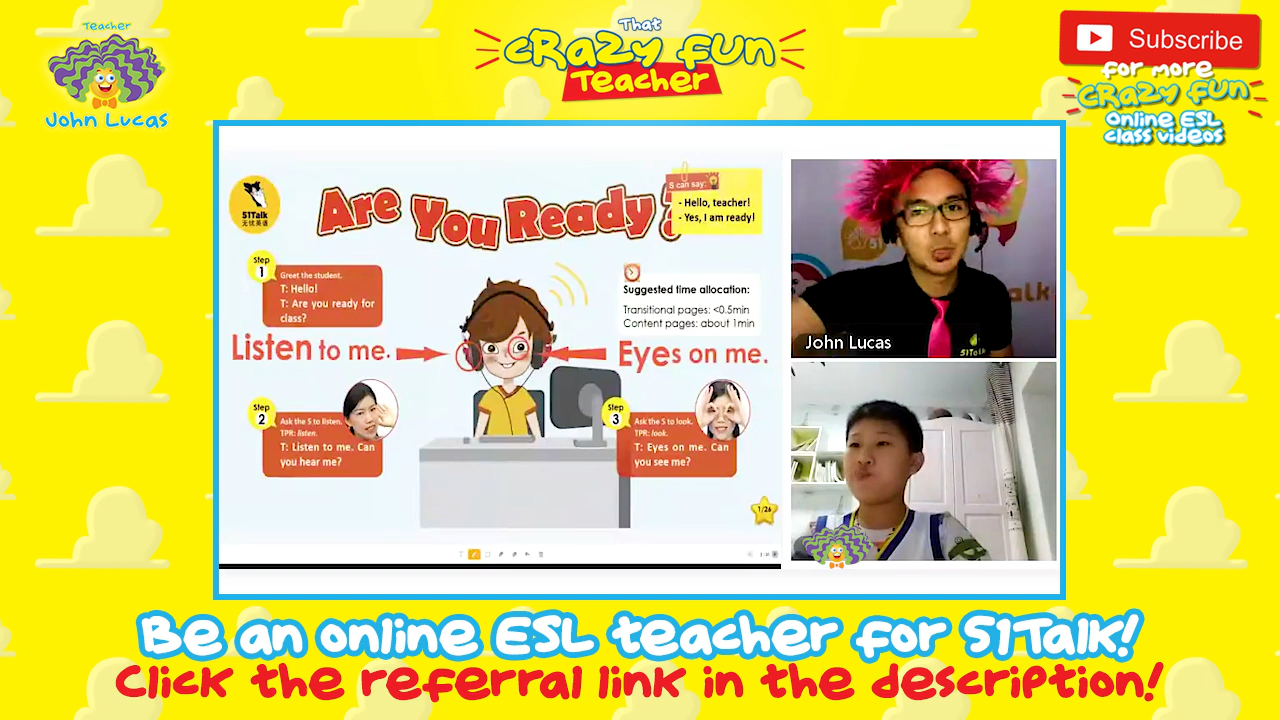 Teacher
John Lucas
That
CRazy fun
Teacher
Subscribe
for more
CRazy fun
Online ESL
class videos
51Talk
无忧英语
Are You Ready ?
S can say:
- Hello, teacher!
- Yes, I am ready!
Step
1
Greet the student.
T: Hello!
T: Are you ready for
class?
Suggested time allocation:
Transitional pages: <0.5min
Content pages: about 1min
Listen to me.
Eyes on me.
Step
2
Ask the S to listen.
TPR: listen.
T: Listen to me. Can
you hear me?
Step
3
Ask the S to look.
TPR: look.
T: Eyes on me. Can
you see me?
1/26
51
alk
51Talk
John Lucas
Be an online ESL teacher for 51Talk!
Click the referral link in the description!